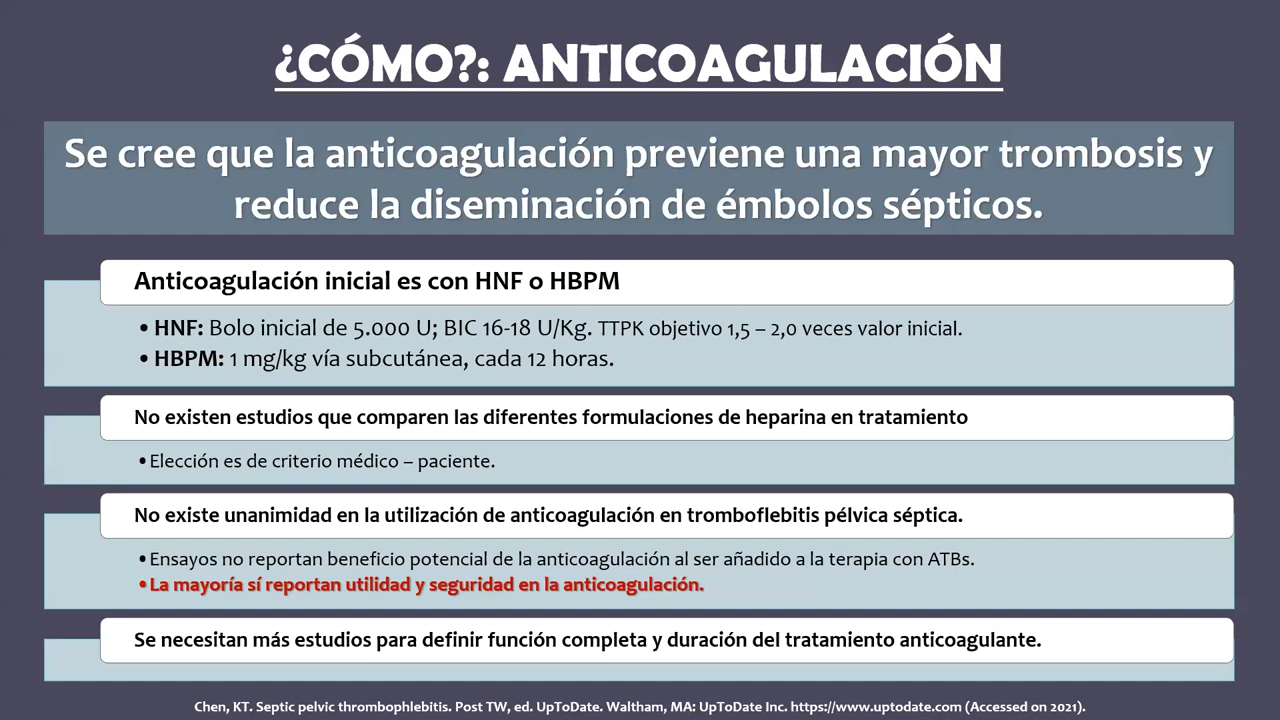 ¿CÓMO?: ANTICOAGULACIÓN
Se cree que la anticoagulación previene una mayor trombosis y
reduce la diseminación de émbolos sépticos.
Anticoagulación inicial es con HNF o HBPM
• HNF: Bolo inicial de 5.000 U; BIC 16-18 U/Kg. TTPK objetivo 1,5 – 2,0 veces valor inicial.
• HBPM: 1 mg/kg vía subcutánea, cada 12 horas.
No existen estudios que comparen las diferentes formulaciones de heparina en tratamiento
• Elección es de criterio médico – paciente.
No existe unanimidad en la utilización de anticoagulación en tromboflebitis pélvica séptica.
• Ensayos no reportan beneficio potencial de la anticoagulación al ser añadido a la terapia con ATBs.
• La mayoría sí reportan utilidad y seguridad en la anticoagulación.
Se necesitan más estudios para definir función completa y duración del tratamiento anticoagulante.
Chen, KT. Septic pelvic thrombophlebitis. Post TW, ed. UpToDate. Waltham, MA: UpToDate Inc. https://www.uptodate.com (Accessed on 2021).